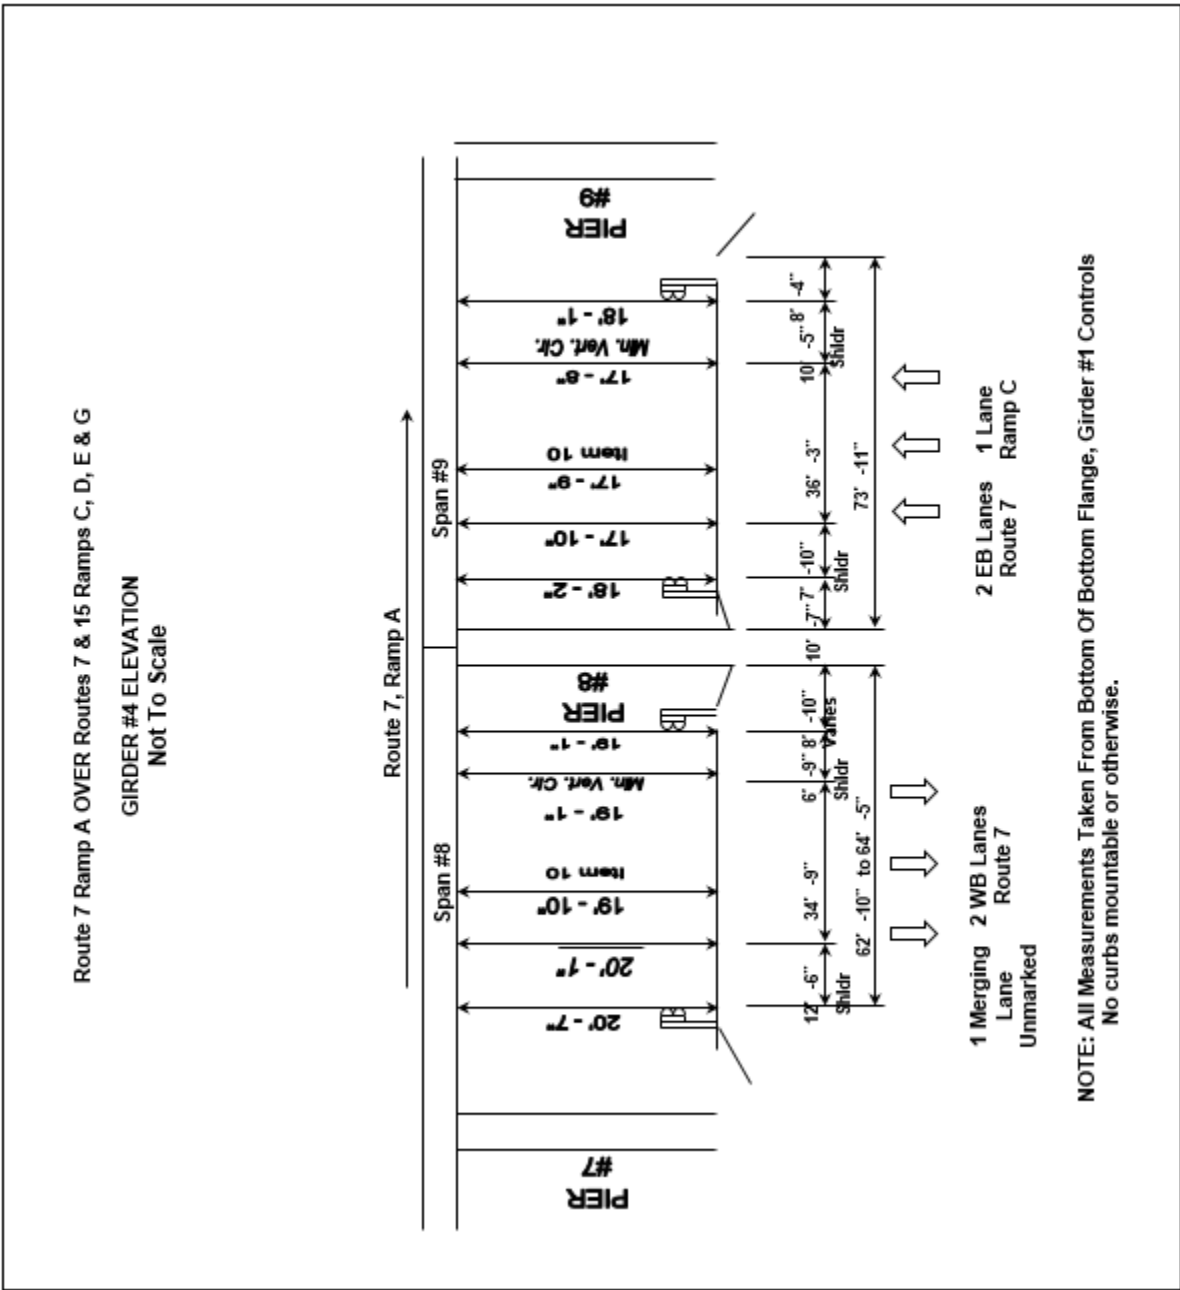 Route 7 Ramp A OVER Routes 7 & 15 Ramps C, D, E & G
GIRDER #4 ELEVATION
Not To Scale
Route 7, Ramp A
Span #8
Span #9
PIER
#7
20' - 7"
20' - 1"
19' - 10"
Item 10
19' - 1"
Min. Vert. Clr.
19' - 1"
PIER
#8
18' - 2"
17' - 10"
17' - 9"
Item 10
17' - 8"
Min. Vert. Clr.
18' - 1"
PIER
#9
12' -6"
Shldr
34' -9"
6' -9"
Shldr
8' -10"
Varies
10' -7"
7' -10"
Shldr
36' -3"
10' -5"
Shldr
8' -4"
62' -10" to 64' -5"
73' -11"
1 Merging
Lane
Unmarked
2 WB Lanes
Route 7
2 EB Lanes
Route 7
1 Lane
Ramp C
NOTE: All Measurements Taken From Bottom Of Bottom Flange, Girder #1 Controls
No curbs mountable or otherwise.